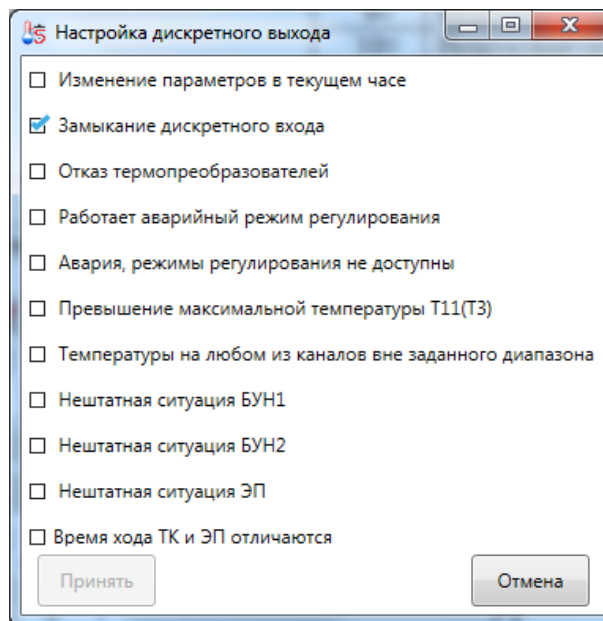 Настройка дискретного выхода
Изменение параметров в текущем часе
Замыкание дискретного входа
Отказ термопреобразователей
Работает аварийный режим регулирования
Авария, режимы регулирования не доступны
Превышение максимальной температуры Т11(Т3)
Температуры на любом из каналов вне заданного диапазона
Нештатная ситуация БУН1
Нештатная ситуация БУН2
Нештатная ситуация ЭП
Время хода ТК и ЭП отличаются
Принять
Отмена